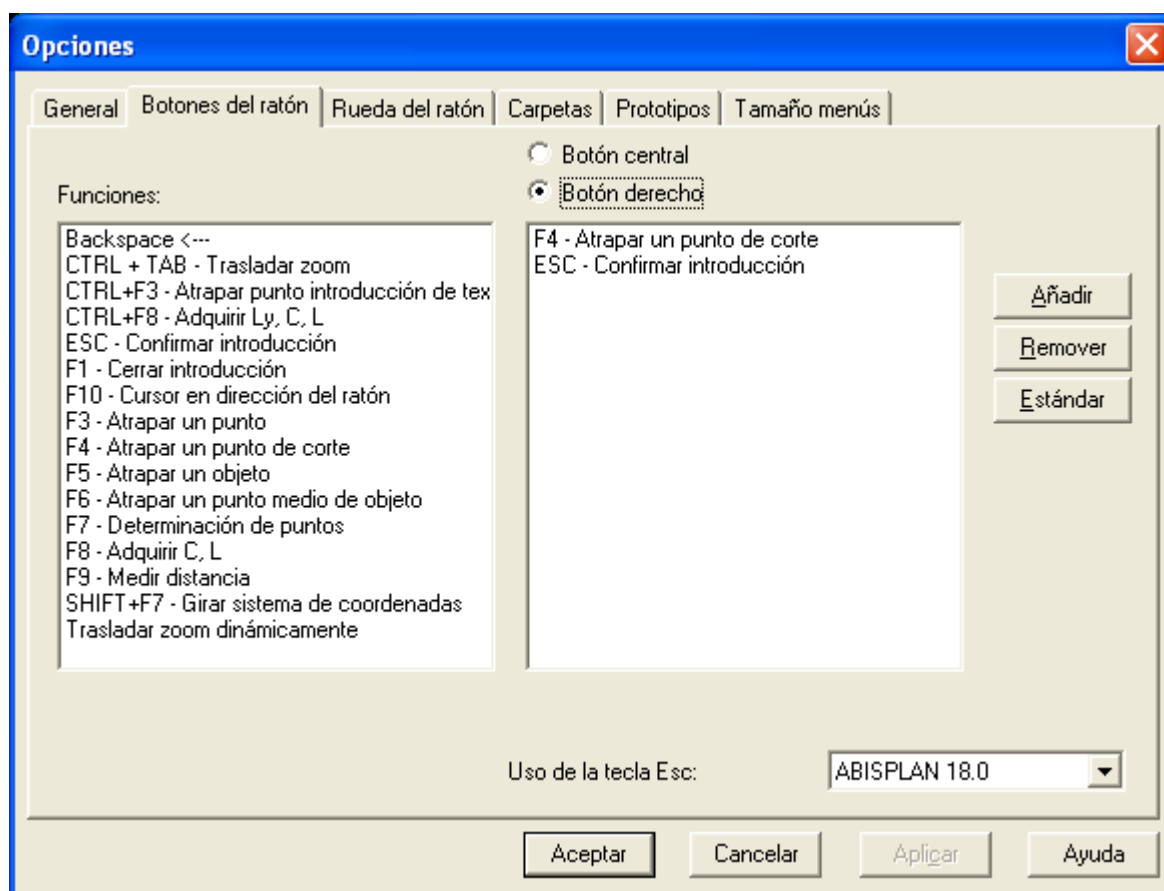 Opciones
General Botones del ratón Rueda del ratón Carpetas Prototipos Tamaño menús
Botón central
Botón derecho
Funciones:
Backspace <---
CTRL + TAB - Trasladar zoom
CTRL+F3 - Atrapar punto introducción de tex
CTRL+F8 - Adquirir Ly, C, L
ESC - Confirmar introducción
F1 - Cerrar introducción
F10 - Cursor en dirección del ratón
F3 - Atrapar un punto
F4 - Atrapar un punto de corte
F5 - Atrapar un objeto
F6 - Atrapar un punto medio de objeto
F7 - Determinación de puntos
F8 - Adquirir C, L
F9 - Medir distancia
SHIFT+F7 - Girar sistema de coordenadas
Trasladar zoom dinámicamente
F4 - Atrapar un punto de corte
ESC - Confirmar introducción
Añadir
Remover
Estándar
Uso de la tecla Esc: ABISPLAN 18.0
Aceptar Cancelar Aplicar Ayuda